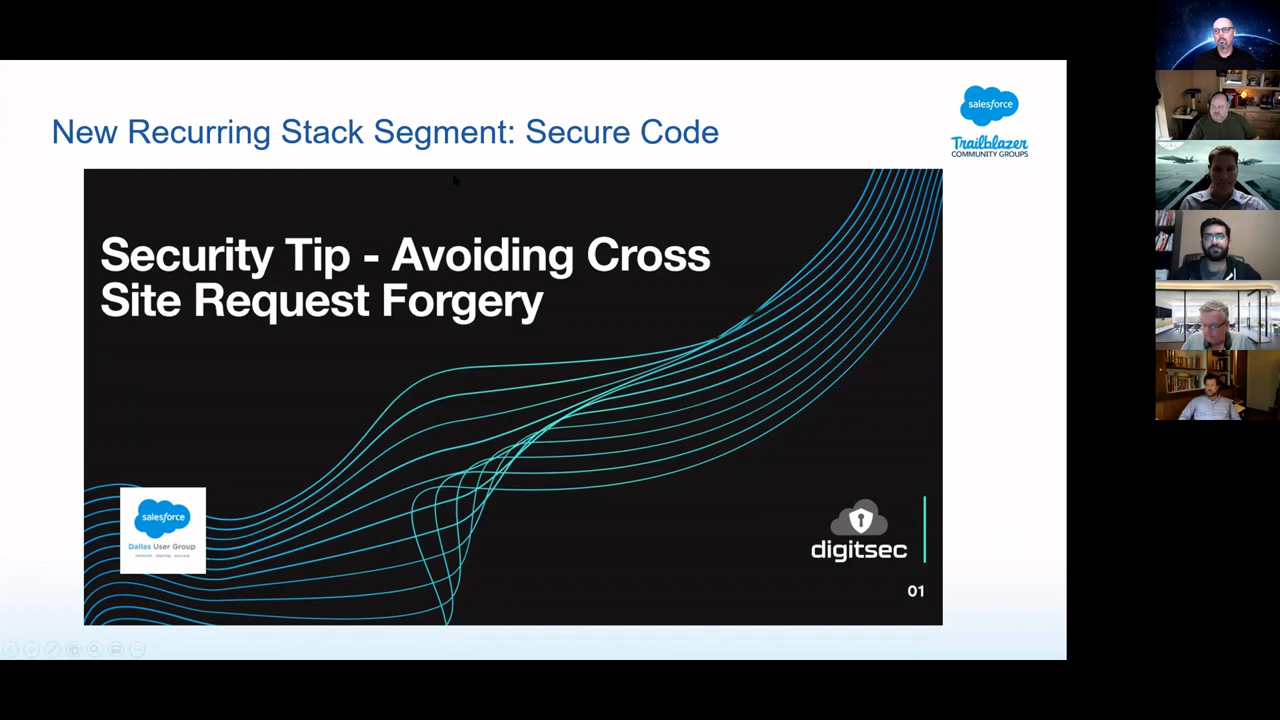 New Recurring Stack Segment: Secure Code
salesforce
Trailblazer
COMMUNITY GROUPS
Security Tip - Avoiding Cross
Site Request Forgery
salesforce
Dallas User Group
digitsec
01